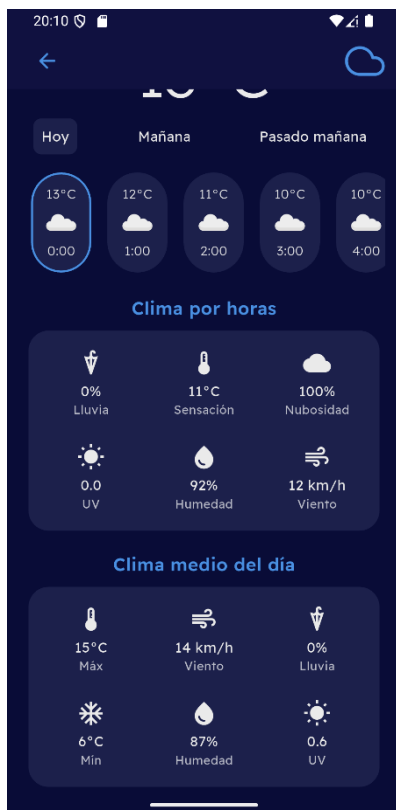 20:10
Hoy Mañana Pasado mañana
13°C 12°C 11°C 10°C 10°C
0:00 1:00 2:00 3:00 4:00
Clima por horas
0% 11°C 100%
Lluvia Sensación Nubosidad
0.0 92% 12 km/h
UV Humedad Viento
Clima medio del día
15°C 14 km/h 0%
Máx Viento Lluvia
6°C 87% 0.6
Mín Humedad UV